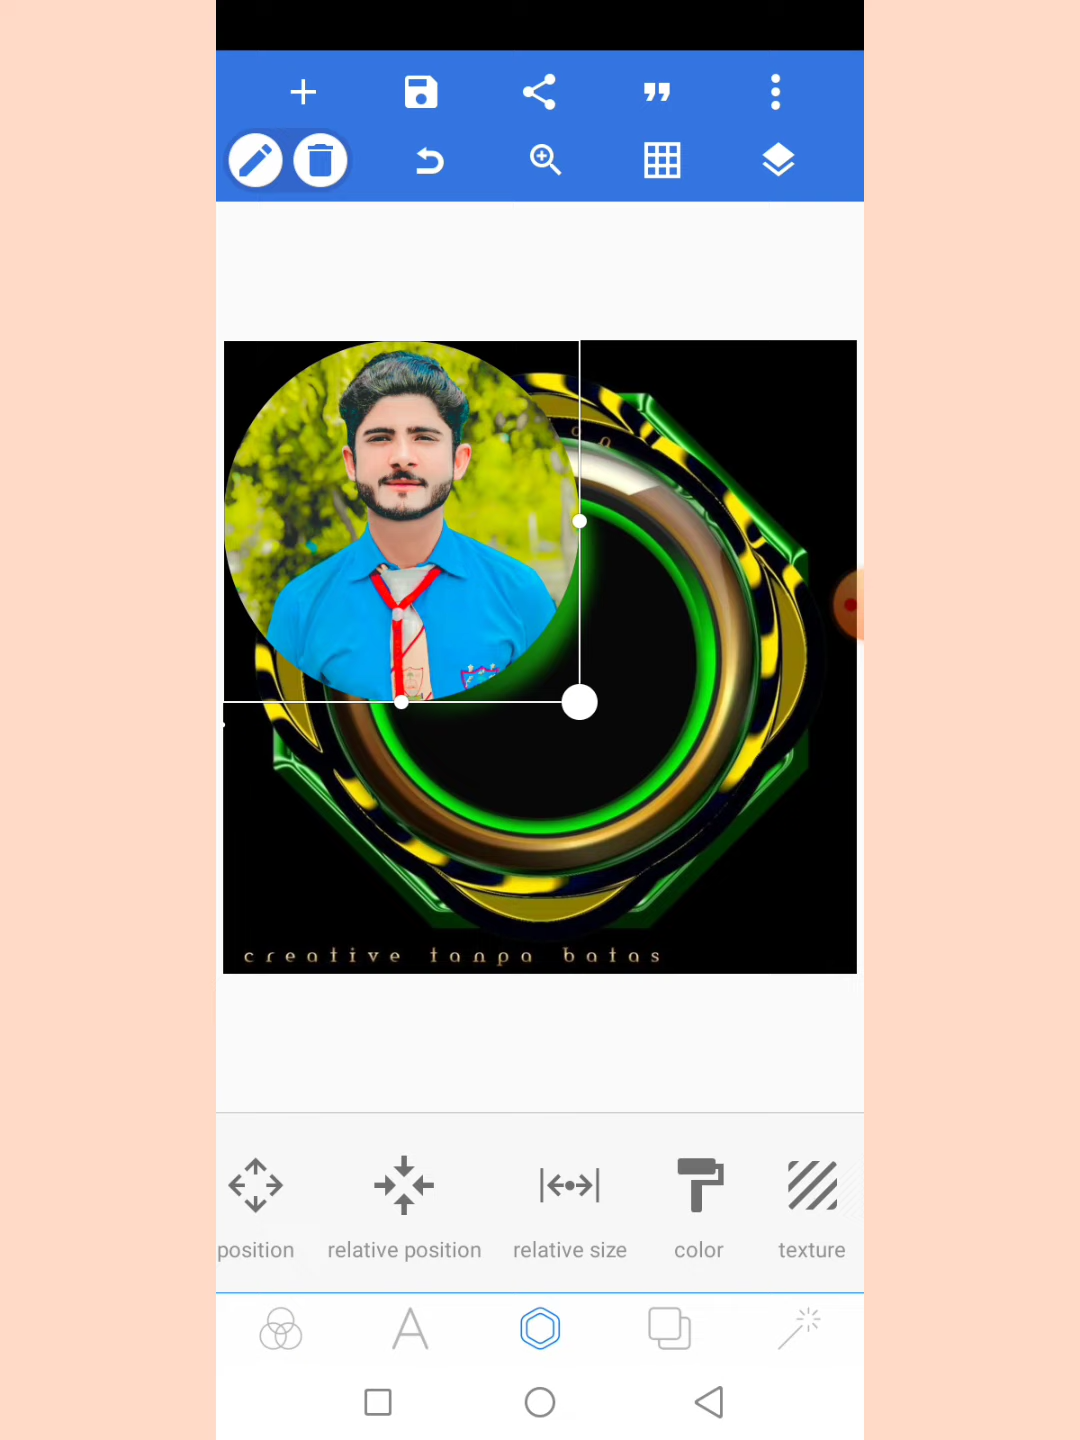 creative tanpa batas
position relative position relative size color texture